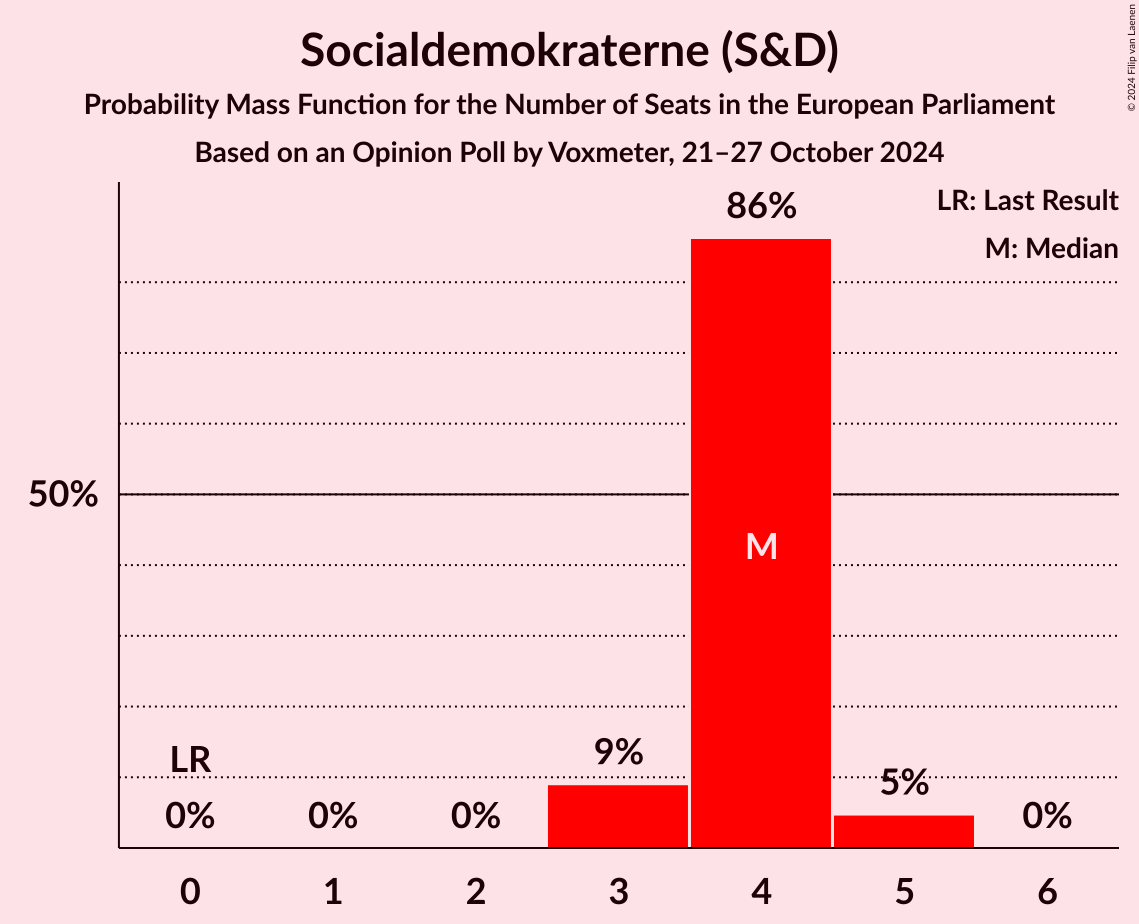 Socialdemokraterne (S&D)
Probability Mass Function for the Number of Seats in the European Parliament
Based on an Opinion Poll by Voxmeter, 21–27 October 2024
© 2024 Filip van Laenen
LR: Last Result
M: Median
86%
50%
M
LR
9%
5%
0%
0%
0%
0%
0
1
2
3
4
5
6